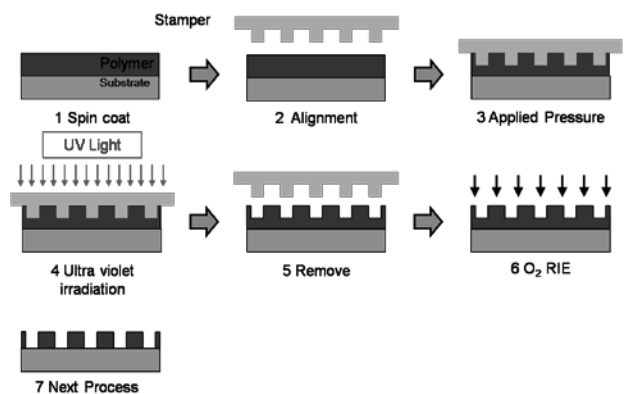 Stamper
Polymer
Substrate
1 Spin coat
2 Alignment
3 Applied Pressure
UV Light
4 Ultra violet
irradiation
5 Remove
6 O₂ RIE
7 Next Process